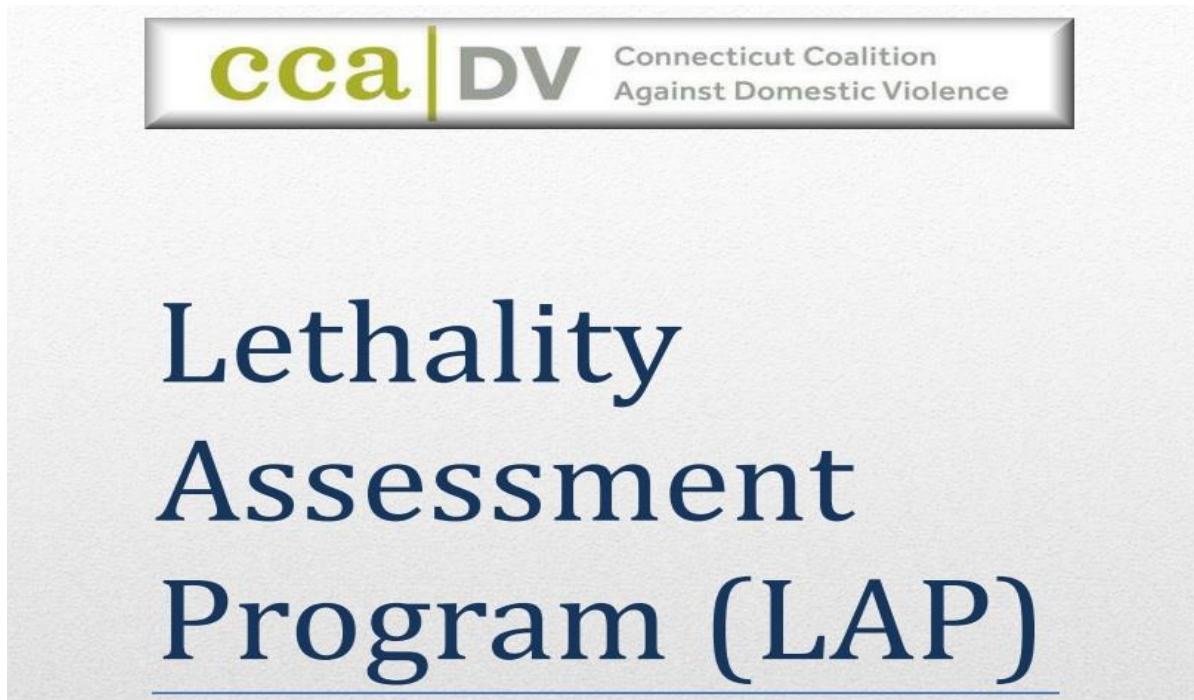 cca DV Connecticut Coalition
Against Domestic Violence
Lethality
Assessment
Program (LAP)